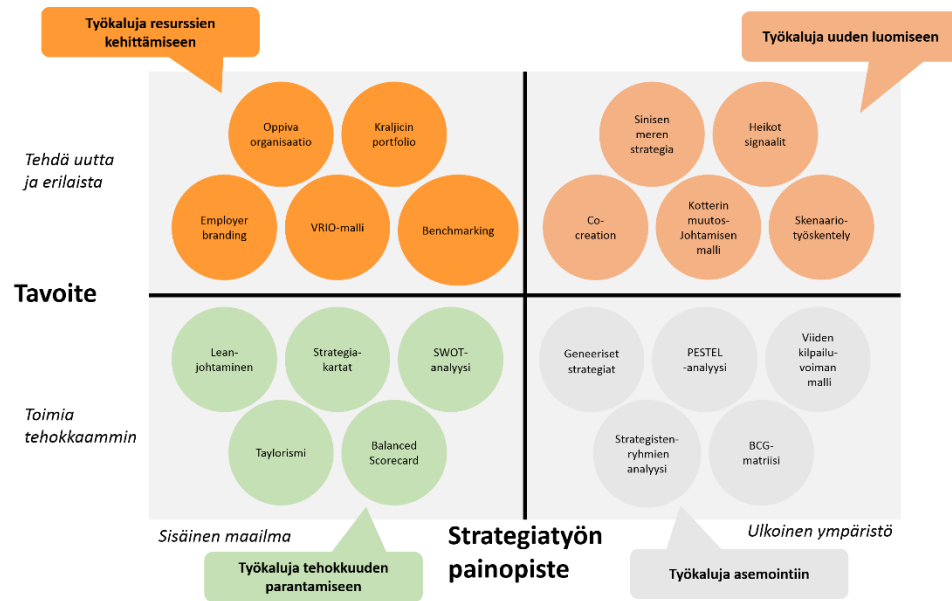 Työkaluja resurssien
kehittämiseen
Työkaluja uuden luomiseen
Tehdä uutta
ja erilaista
Oppiva
organisaatio
Kraljicin
portfolio
Employer
branding
VRIO-malli
Benchmarking
Sinisen
meren
strategia
Heikot
signaalit
Co-
creation
Kotterin
muutos-
Johtamisen
malli
Skenaario-
työskentely
Tavoite
Toimia
tehokkaammin
Lean-
johtaminen
Strategia-
kartat
SWOT-
analyysi
Taylorismi
Balanced
Scorecard
Geneeriset
strategiat
PESTEL
-analyysi
Viiden
kilpailu-
voiman
malli
Strategisten-
ryhmien
analyysi
BCG-
matriisi
Sisäinen maailma
Strategiatyön
painopiste
Ulkoinen ympäristö
Työkaluja tehokkuuden
parantamiseen
Työkaluja asemointiin